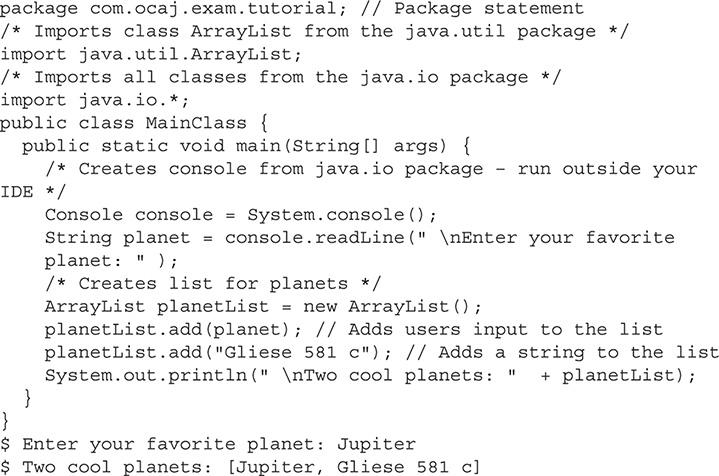 package com.ocaj.exam.tutorial; // Package statement
/* Imports class ArrayList from the java.util package */
import java.util.ArrayList;
/* Imports all classes from the java.io package */
import java.io.*;
public class MainClass {
  public static void main(String[] args) {
    /* Creates console from java.io package – run outside your
IDE */
    Console console = System.console();
    String planet = console.readLine(" \nEnter your favorite
    planet: " );
    /* Creates list for planets */
    ArrayList planetList = new ArrayList();
    planetList.add(planet); // Adds users input to the list
    planetList.add("Gliese 581 c"); // Adds a string to the list
    System.out.println(" \nTwo cool planets: "  + planetList);
  }
}
$ Enter your favorite planet: Jupiter
$ Two cool planets: [Jupiter, Gliese 581 c]